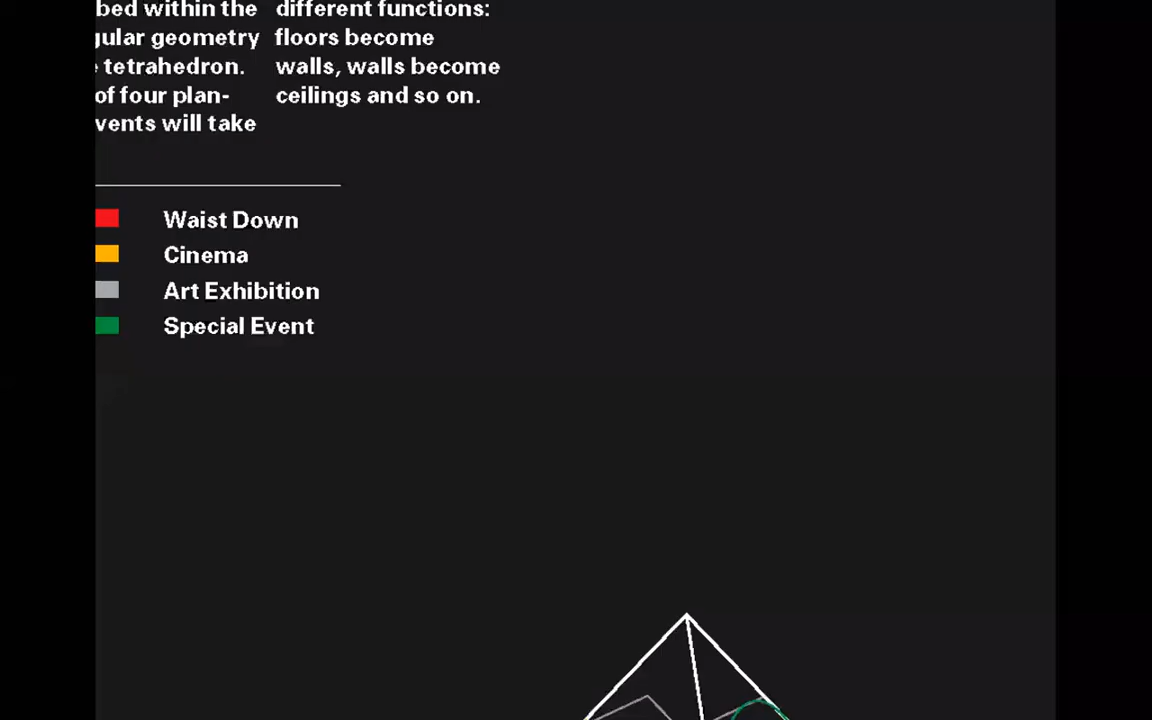 bed within the
gular geometry
tetrahedron.
of four plan-
vents will take
different functions:
floors become
walls, walls become
ceilings and so on.
Waist Down
Cinema
Art Exhibition
Special Event